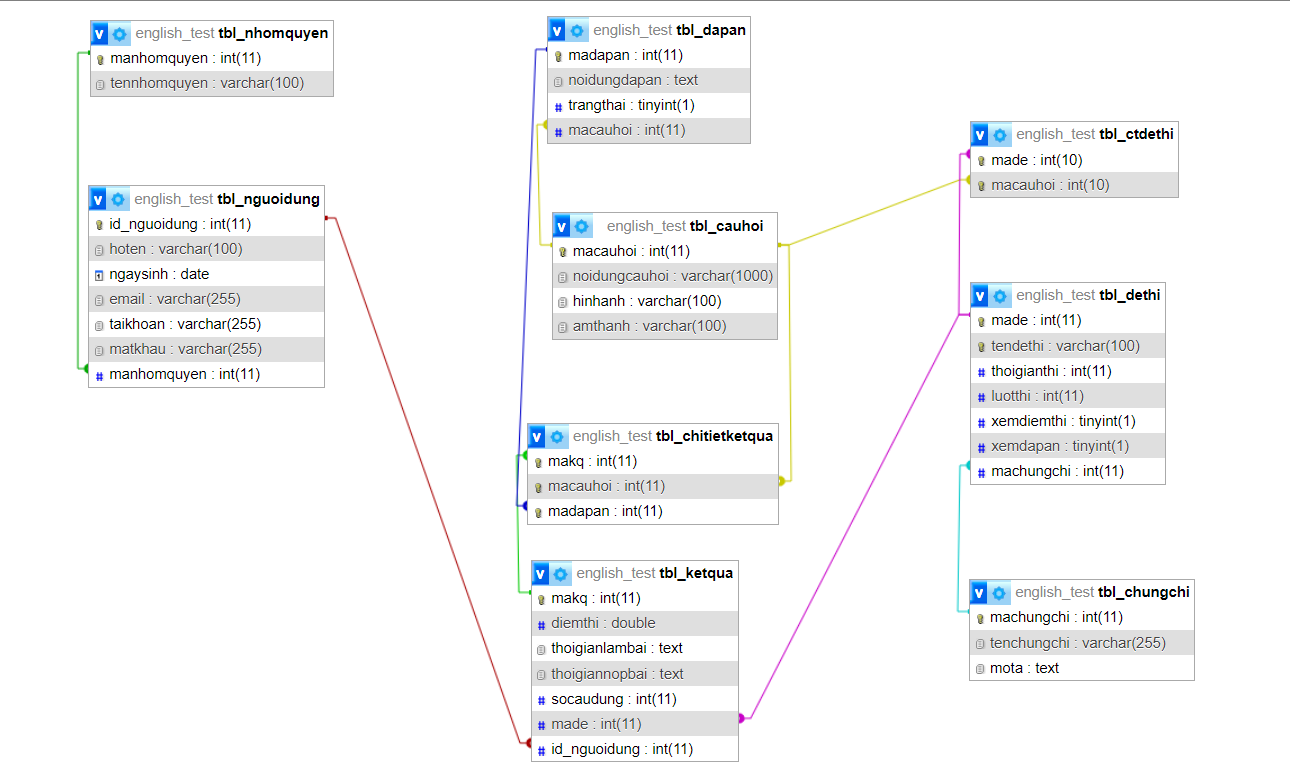 english_test tbl_nhomquyen
manhomquyen : int(11)
tennhomquyen : varchar(100)
english_test tbl_nguoidung
id_nguoidung : int(11)
hoten : varchar(100)
ngaysinh : date
email : varchar(255)
taikhoan : varchar(255)
matkhau : varchar(255)
manhomquyen : int(11)
english_test tbl_dapan
madapan : int(11)
noidungdapan : text
trangthai : tinyint(1)
macauhoi : int(11)
english_test tbl_cauhoi
macauhoi : int(11)
noidungcauhoi : varchar(1000)
hinhanh : varchar(100)
amthanh : varchar(100)
english_test tbl_chitietketqua
makq : int(11)
macauhoi : int(11)
madapan : int(11)
english_test tbl_ketqua
makq : int(11)
diemthi : double
thoigianlambai : text
thoigiannopbai : text
socaudung : int(11)
made : int(11)
id_nguoidung : int(11)
english_test tbl_ctdethi
made : int(10)
macauhoi : int(10)
english_test tbl_dethi
made : int(11)
tendethi : varchar(100)
thoigianthi : int(11)
luotthi : int(11)
xemdiemthi : tinyint(1)
xemdapan : tinyint(1)
machungchi : int(11)
english_test tbl_chungchi
machungchi : int(11)
tenchungchi : varchar(255)
mota : text